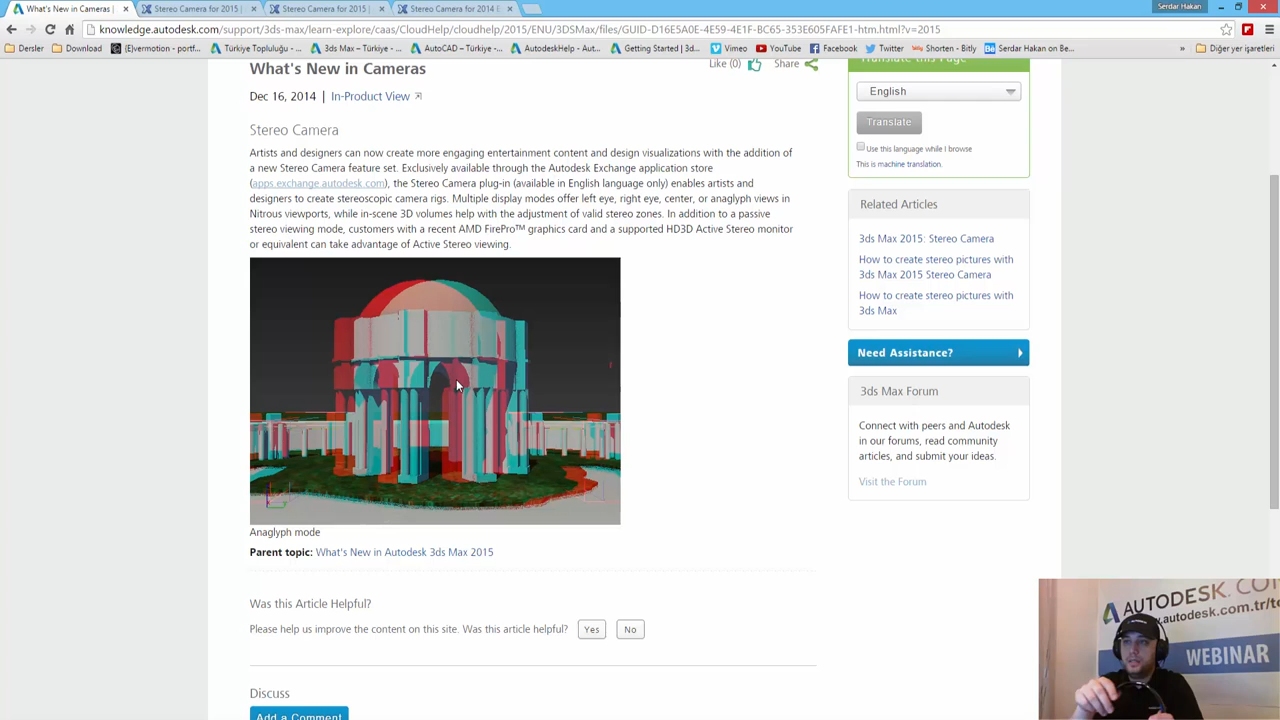 Serdar Hakan
What's New in Cameras |
Stereo Camera for 2015 |
Stereo Camera for 2015 |
Stereo Camera for 2014 E
knowledge.autodesk.com/support/3ds-max/learn-explore/caas/CloudHelp/cloudhelp/2015/ENU/3DSMax/files/GUID-D16E5A0E-4E59-4E1F-BC65-353E605FAFE1-htm.html?v=2015
Dersler
Download
[E]vermotion - portf...
Türkiye Topluluğu - ...
3ds Max – Türkiye - ...
AutoCAD – Türkiye -...
AutodeskHelp - Aut...
Getting Started | 3d...
Vimeo
YouTube
Facebook
Twitter
Shorten - Bitly
Serdar Hakan on Be...
»
Diğer yer işaretleri
What's New in Cameras
Like (0)
Share
Dec 16, 2014 | In-Product View
Stereo Camera
Artists and designers can now create more engaging entertainment content and design visualizations with the addition of
a new Stereo Camera feature set. Exclusively available through the Autodesk Exchange application store
(apps.exchange.autodesk.com), the Stereo Camera plug-in (available in English language only) enables artists and
designers to create stereoscopic camera rigs. Multiple display modes offer left eye, right eye, center, or anaglyph views in
Nitrous viewports, while in-scene 3D volumes help with the adjustment of valid stereo zones. In addition to a passive
stereo viewing mode, customers with a recent AMD FirePro™ graphics card and a supported HD3D Active Stereo monitor
or equivalent can take advantage of Active Stereo viewing.
Anaglyph mode
Parent topic: What's New in Autodesk 3ds Max 2015
Was this Article Helpful?
Please help us improve the content on this site. Was this article helpful?
Yes
No
Discuss
Add a Comment
Translate This Page
English
Translate
Use this language while I browse
This is machine translation.
Related Articles
3ds Max 2015: Stereo Camera
How to create stereo pictures with
3ds Max 2015 Stereo Camera
How to create stereo pictures with
3ds Max
Need Assistance?
3ds Max Forum
Connect with peers and Autodesk
in our forums, read community
articles, and submit your ideas.
Visit the Forum
AUTODESK.CO
www.autodesk.com.tr/to
WEBINAR